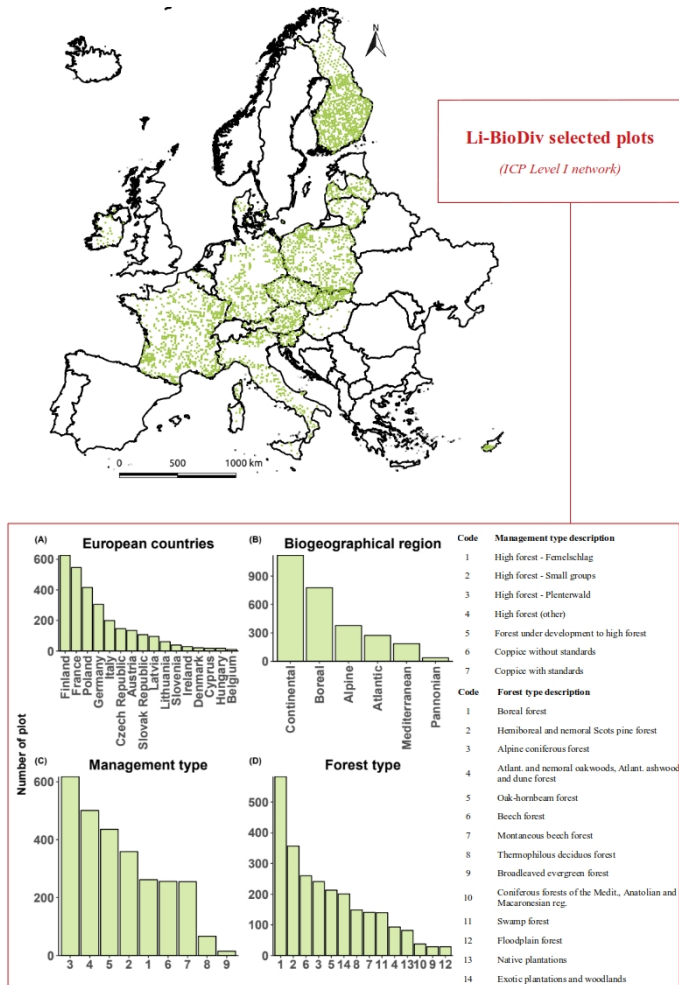 N
Li-BioDiv selected plots
(ICP Level I network)
0 500 1000 km
(A) European countries
600
400
200
0
Finland
France
Poland
Germany
Italy
Czech Republic
Austria
Slovak Republic
Latvia
Lithuania
Slovenia
Ireland
Denmark
Cyprus
Hungary
Belgium
(B) Biogeographical region
900
600
300
0
Continental
Boreal
Alpine
Atlantic
Mediterranean
Pannonian
Number of plot
(C) Management type
600
400
200
0
3 4 5 2 1 6 7 8 9
(D) Forest type
500
400
300
200
100
0
1 2 6 3 5 14 8 7 11 4 13 10 9 12
Code Management type description
1 High forest - Femelschlag
2 High forest - Small groups
3 High forest - Plenterwald
4 High forest (other)
5 Forest under development to high forest
6 Coppice without standards
7 Coppice with standards
Code Forest type description
1 Boreal forest
2 Hemiboreal and nemoral Scots pine forest
3 Alpine coniferous forest
4 Atlant. and nemoral oakwoods, Atlant. ashwood
and dune forest
5 Oak-hornbeam forest
6 Beech forest
7 Montaneous beech forest
8 Thermophilous deciduos forest
9 Broadleaved evergreen forest
10 Coniferous forests of the Medit., Anatolian and
Macaronesian reg.
11 Swamp forest
12 Floodplain forest
13 Native plantations
14 Exotic plantations and woodlands